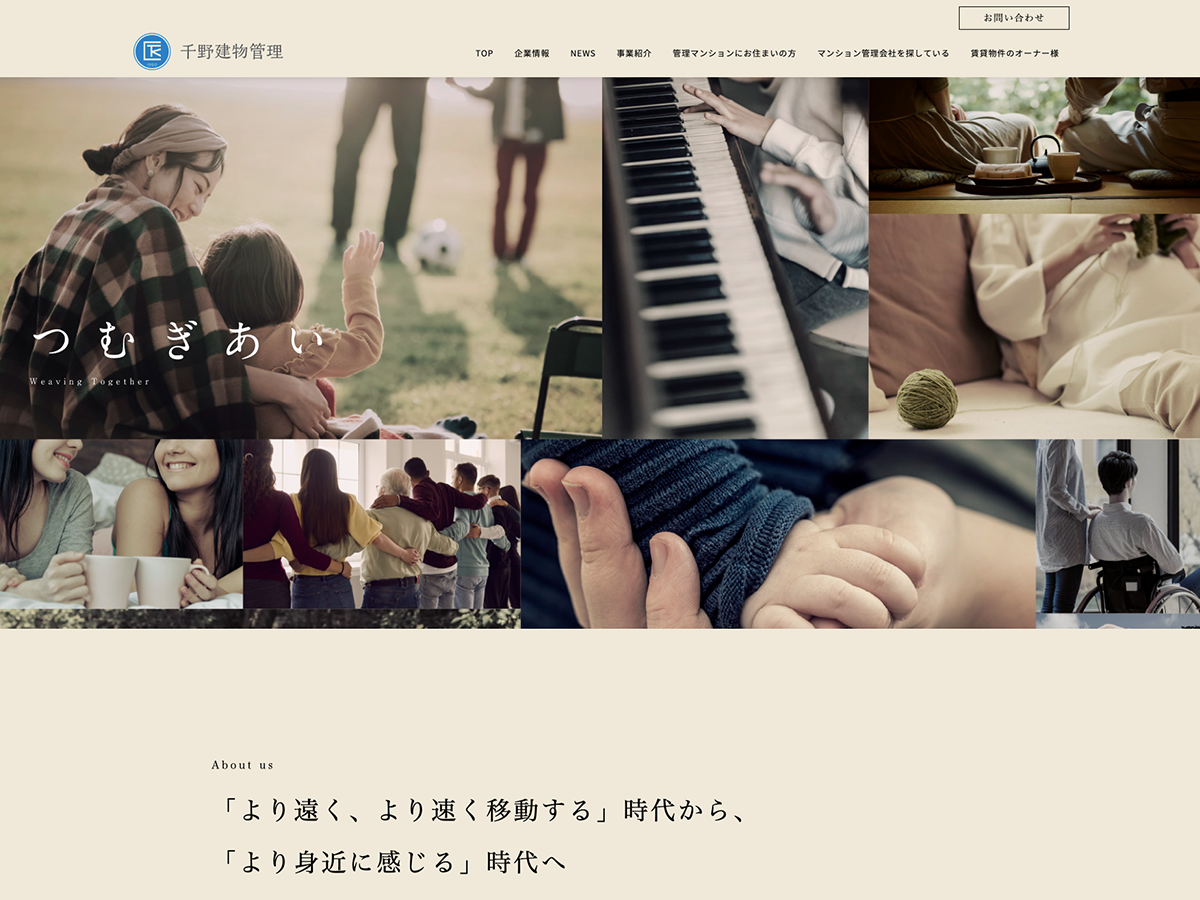 お問い合わせ
千野建物管理
TOP 企業情報 NEWS 事業紹介 管理マンションにお住まいの方 マンション管理会社を探している 賃貸物件のオーナー様
つむぎあい
Weaving Together
About us
「より遠く、より速く移動する」時代から、
「より身近に感じる」時代へ